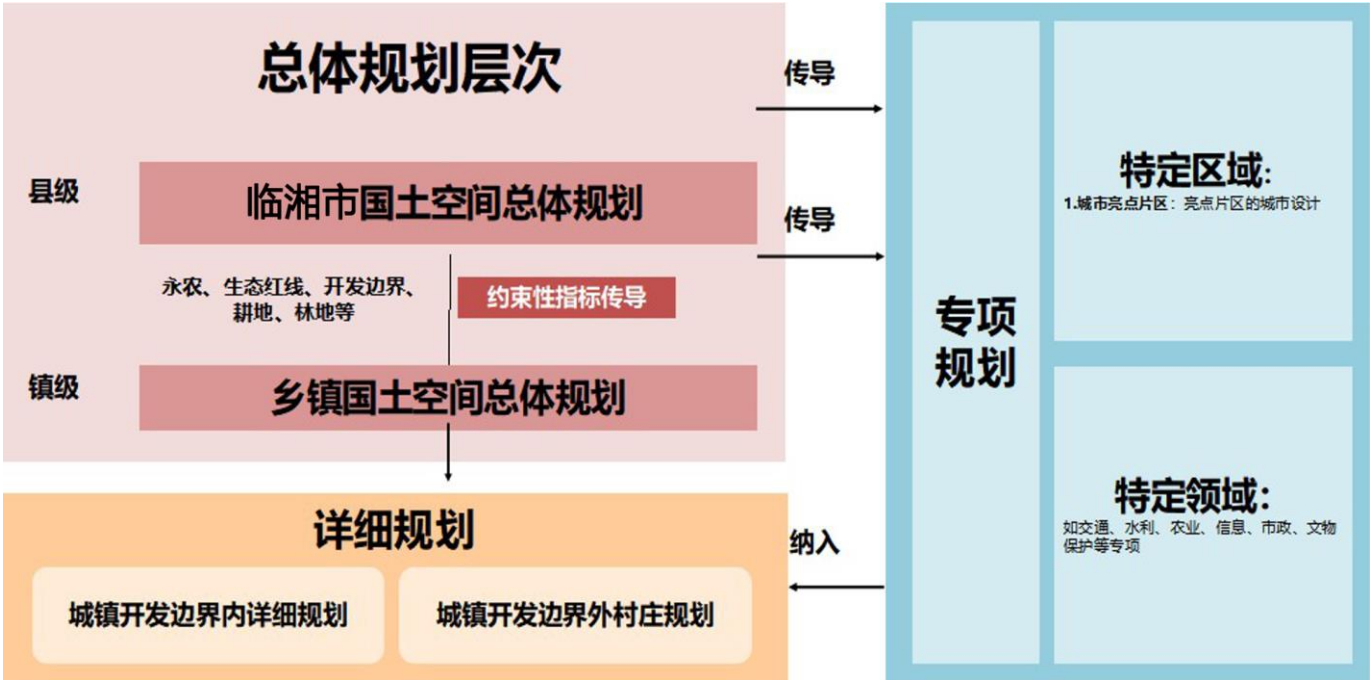 总体规划层次
传导
县级
临湘市国土空间总体规划
传导
永农、生态红线、开发边界、
耕地、林地等
约束性指标传导
镇级
乡镇国土空间总体规划
详细规划
城镇开发边界内详细规划
城镇开发边界外村庄规划
纳入
专项
规划
特定区域:
1.城市亮点片区：亮点片区的城市设计
特定领域：
如交通、水利、农业、信息、市政、文物
保护等专项